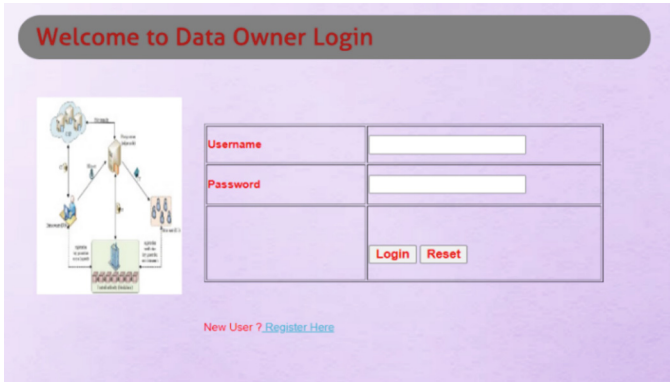 Welcome to Data Owner Login
Username
Password
Login Reset
New User ? Register Here